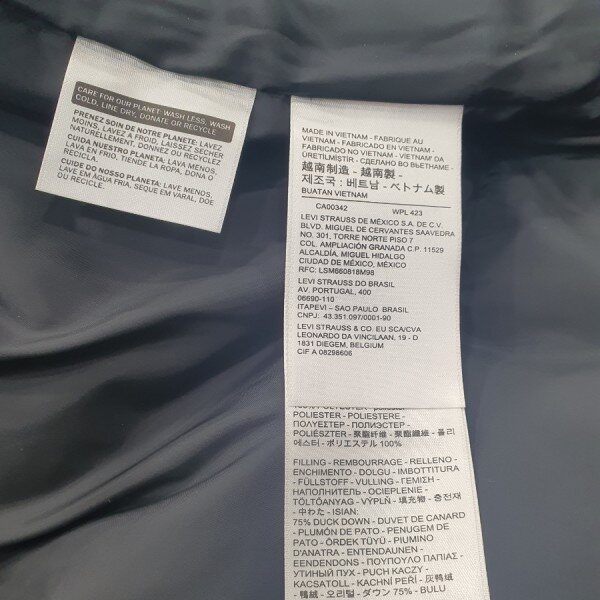 CARE FOR OUR PLANET: WASH LESS, WASH
COLD, LINE DRY, DONATE OR RECYCLE
PRENEZ SOIN DE NOTRE PLANETE: LAVEZ
MOINS, LAVEZ A FROID, LAISSEZ SÉCHER
NATURELLEMENT, DONNEZ OU RECYCLEZ
CUIDA NUESTRO PLANETA: LAVA MENOS,
LAVA EN FRIO, TIENDE LA ROPA, DONA O
RECICLA.
CUIDE DO NOSSO PLANETA: LAVE MENOS,
LAVE EM ÁGUA FRIA, SEQUE EM VARAL, DOE
OU RECICLE.
MADE IN VIETNAM - FABRIQUE AU
VIETNAM - FABRICADO EN VIETNAM -
FABRICADO NO VIETNAM - VIETNAM' DA
ÜRETILMIŞTIR - СДЕЛАНО ВО ВЬЕТНАМЕ -
越南制造 - 越南製 -
제조국 : 베트남 - ベトナム製
BUATAN VIETNAM
CA00342 WPL 423
LEVI STRAUSS DE MÉXICO S.A. DE C.V.
BLVD. MIGUEL DE CERVANTES SAAVEDRA
NO. 301, TORRE NORTE PISO 7
COL. AMPLIACIÓN GRANADA C.P. 11529
ALCALDÍA. MIGUEL HIDALGO
CIUDAD DE MÉXICO, MÉXICO
RFC: LSM660818M98
LEVI STRAUSS DO BRASIL
AV. PORTUGAL, 400
06690-110
ITAPEVI – SAO PAULO BRASIL
CNPJ: 43.351.097/0001-90
LEVI STRAUSS & CO. EU SCA/CVA
LEONARDO DA VINCILAAN, 19 - D
1831 DIEGEM, BELGIUM
CIF A 08298606
100% POLYESTER - poliester
POLIESTER - POLIESTERE -
ПОЛУЕСТЕР - ПОЛИЭСТЕР -
POLIÉSZTER - 聚酯纤维 - 聚酯纖維 - 폴리
에스터 - ポリエステル 100%
FILLING - REMBOURRAGE - RELLENO -
ENCHIMENTO - DOLGU - IMBOTTITURA
- FÜLLSTOFF - VULLING - ΓΕΜΙΣΗ -
НАПОЛНИТЕЛЬ - OCIEPLENIE -
TÖLTŐANYAG - VÝPLŇ - 填充物 - 충전재
- 中わた - ISIAN:
75% DUCK DOWN - DUVET DE CANARD
- PLUMÓN DE PATO - PENUGEM DE
PATO - ÖRDEK TÜYÜ - PIUMINO
D'ANATRA - ENTENDAUNEN -
EENDENDONS - ΠΟΥΠΟΥΛΟ ΠΑΠΙΑΣ -
УТИНЫЙ ПУХ - PUCH KACZY -
KACSATOLL - KACHNÍ PEŘÍ - 灰鸭绒
- 鴨絨 - 오리털 - ダウン 75% - BULU